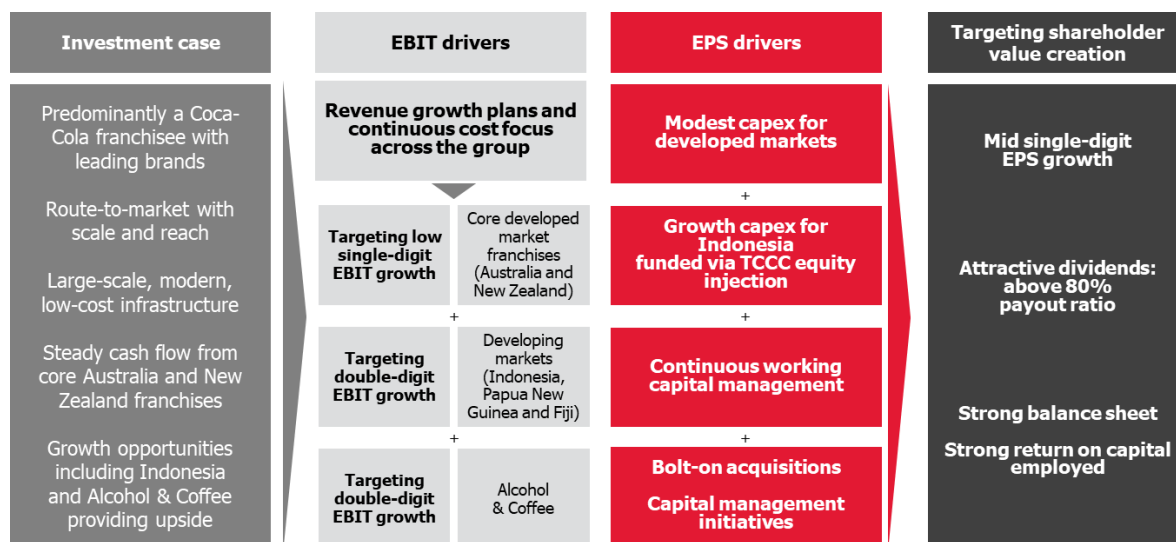 Investment case
Predominantly a Coca-
Cola franchisee with
leading brands
Route-to-market with
scale and reach
Large-scale, modern,
low-cost infrastructure
Steady cash flow from
core Australia and New
Zealand franchises
Growth opportunities
including Indonesia
and Alcohol & Coffee
providing upside
EBIT drivers
Revenue growth plans and
continuous cost focus
across the group
Targeting low
single-digit
EBIT growth
Core developed
market
franchises
(Australia and
New Zealand)
+
Targeting
double-digit
EBIT growth
Developing
markets
(Indonesia,
Papua New
Guinea and Fiji)
+
Targeting
double-digit
EBIT growth
Alcohol
& Coffee
EPS drivers
Modest capex for
developed markets
+
Growth capex for
Indonesia
funded via TCCC equity
injection
+
Continuous working
capital management
+
Bolt-on acquisitions
Capital management
initiatives
Targeting shareholder
value creation
Mid single-digit
EPS growth
Attractive dividends:
above 80%
payout ratio
Strong balance sheet
Strong return on capital
employed